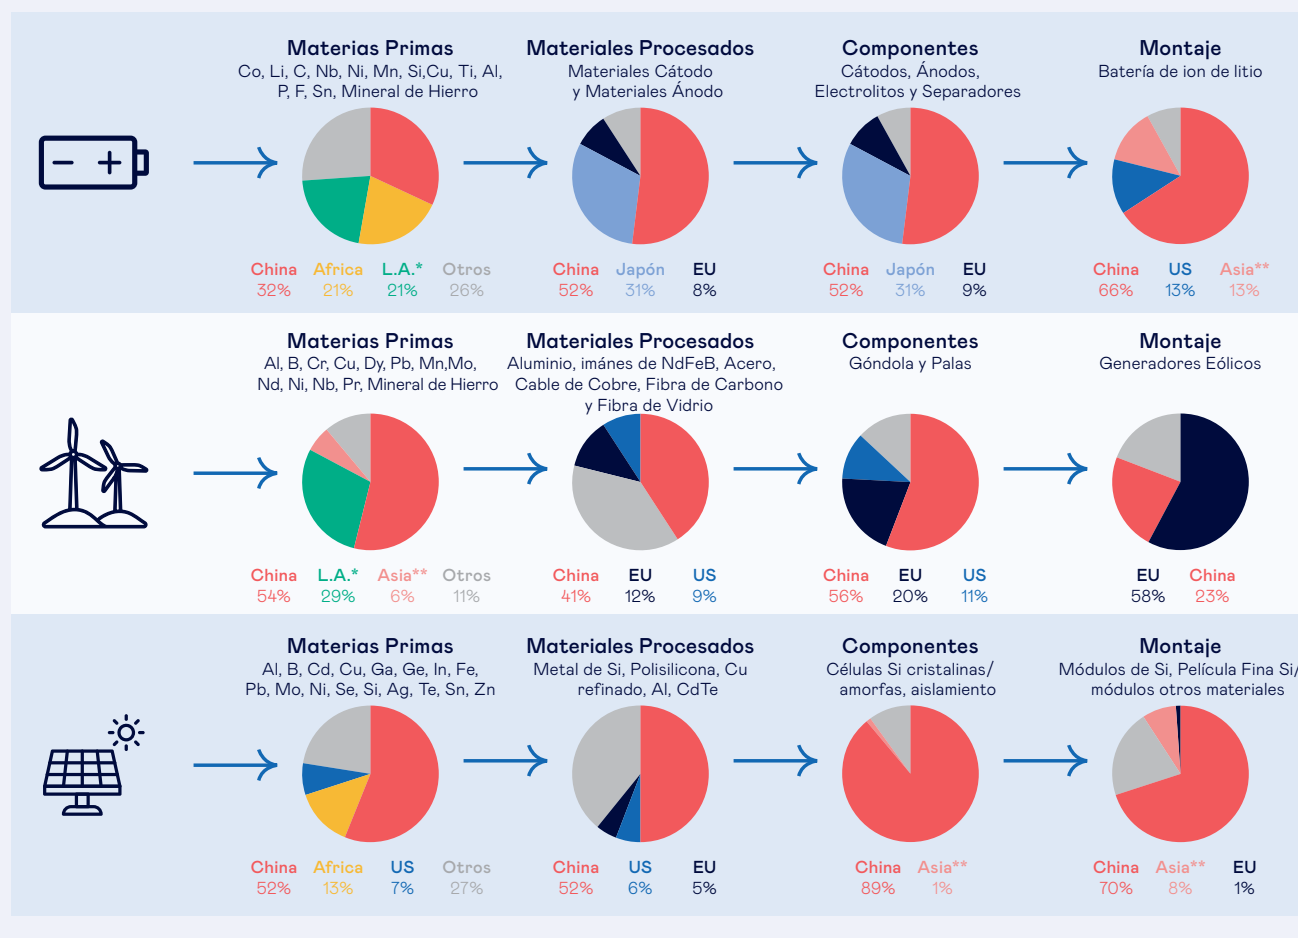 Materias Primas
Co, Li, C, Nb, Ni, Mn, Si,Cu, Ti, Al,
P, F, Sn, Mineral de Hierro
China Africa L.A.* Otros
32% 21% 21% 26%
Materiales Procesados
Materiales Cátodo
y Materiales Ánodo
China Japón EU
52% 31% 8%
Componentes
Cátodos, Ánodos,
Electrolitos y Separadores
China Japón EU
52% 31% 9%
Montaje
Batería de ion de litio
China US Asia**
66% 13% 13%
Materias Primas
Al, B, Cr, Cu, Dy, Pb, Mn,Mo,
Nd, Ni, Nb, Pr, Mineral de Hierro
China L.A.* Asia** Otros
54% 29% 6% 11%
Materiales Procesados
Aluminio, imánes de NdFeB, Acero,
Cable de Cobre, Fibra de Carbono
y Fibra de Vidrio
China EU US
41% 12% 9%
Componentes
Góndola y Palas
China EU US
56% 20% 11%
Montaje
Generadores Eólicos
EU China
58% 23%
Materias Primas
Al, B, Cd, Cu, Ga, Ge, In, Fe,
Pb, Mo, Ni, Se, Si, Ag, Te, Sn, Zn
China Africa US Otros
52% 13% 7% 27%
Materiales Procesados
Metal de Si, Polisilicona, Cu
refinado, Al, CdTe
China US EU
52% 6% 5%
Componentes
Células Si cristalinas/
amorfas, aislamiento
China Asia**
89% 1%
Montaje
Módulos de Si, Película Fina Si/
módulos otros materiales
China Asia** EU
70% 8% 1%